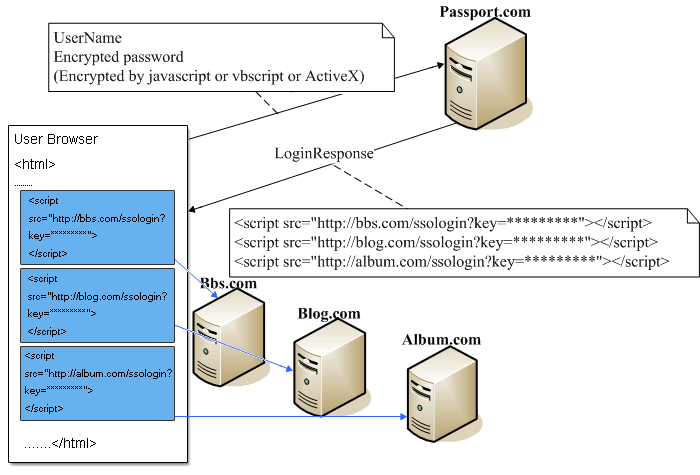 Passport.com
UserName
Encrypted password
(Encrypted by javascript or vbscript or ActiveX)
User Browser
<html>
........
<script
src="http://bbs.com/ssologin?
key=*********">
</script>
<script
src="http://blog.com/ssologin?
key=*********">
</script>
<script
src="http://album.com/ssologin?
key=*********">
</script>
.......</html>
LoginResponse
<script src="http://bbs.com/ssologin?key=*********"></script>
<script src="http://blog.com/ssologin?key=*********"></script>
<script src="http://album.com/ssologin?key=*********"></script>
Bbs.com
Blog.com
Album.com